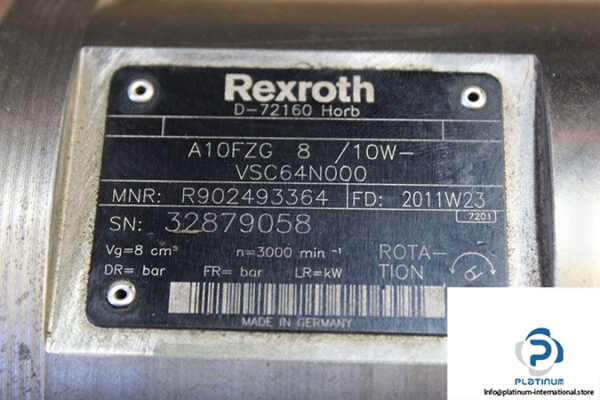 Rexroth
D-72160 Horb
A10FZG 8 /10W-
VSC64N000
MNR: R902493364 FD: 2011W23
SN: 32879058 7201
Vg=8 cm³ n=3000 min⁻¹ ROTA-
DR= bar FR= bar LR=kW TION R
MADE IN GERMANY
PLATINUM
INTERNATIONAL
Info@platinum-international.store